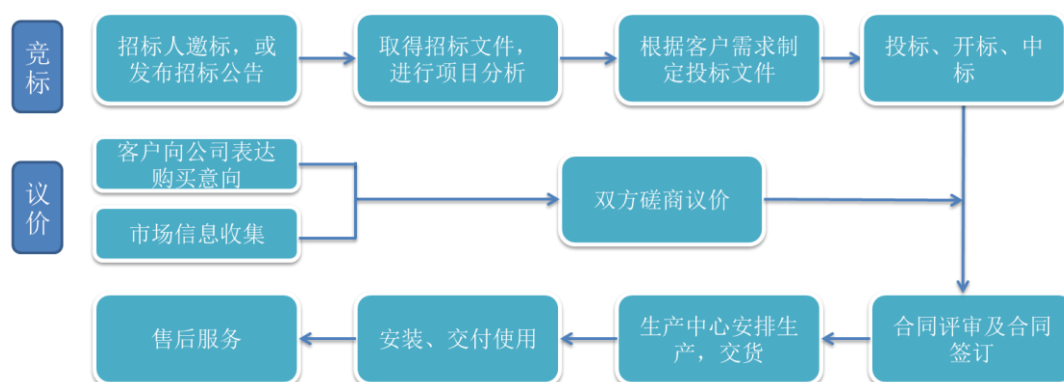 竞
标
招标人邀标，或
发布招标公告
取得招标文件，
进行项目分析
根据客户需求制
定投标文件
投标、开标、中
标
议
价
客户向公司表达
购买意向
市场信息收集
双方磋商议价
售后服务
安装、交付使用
生产中心安排生
产，交货
合同评审及合同
签订